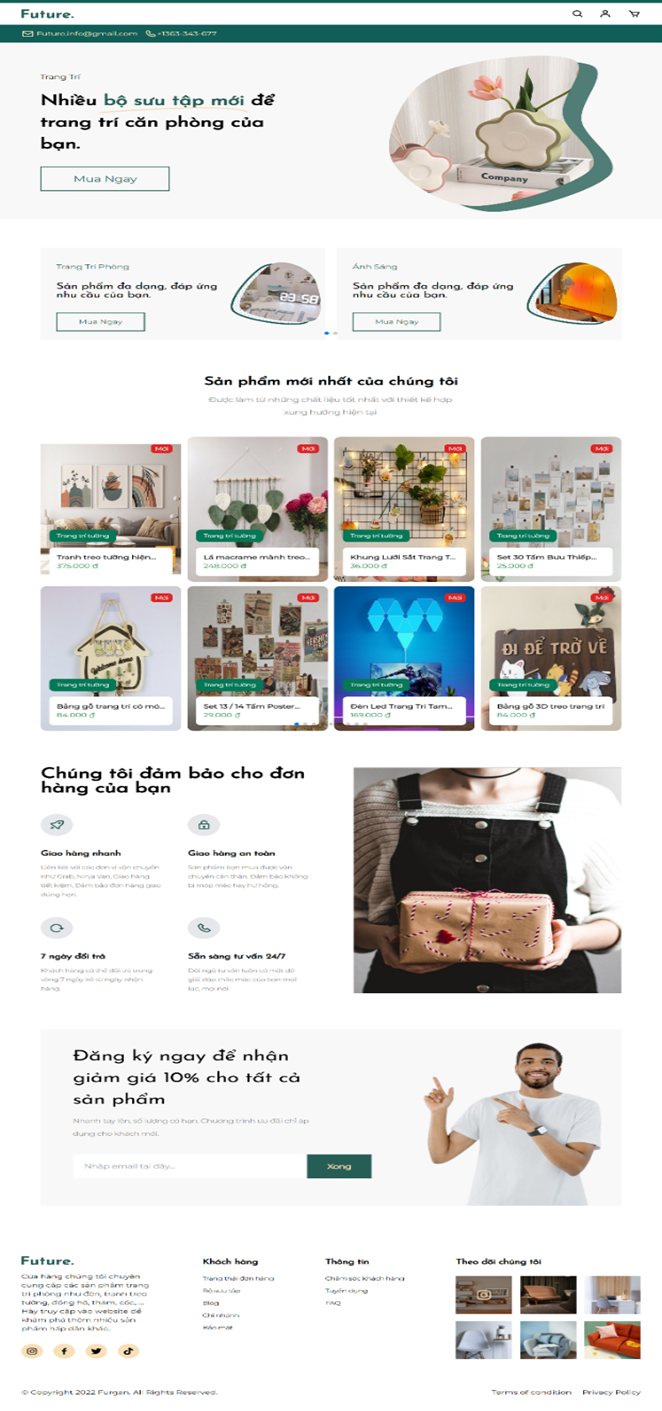 Future.
Future.info@gmail.com +1363-343-677
Trang Trí
Nhiều bộ sưu tập mới để
trang trí căn phòng của
bạn.
Mua Ngay
Company
Trang Trí Phòng
Sản phẩm đa dạng, đáp ứng
nhu cầu của bạn.
Mua Ngay
23 58
Ánh Sáng
Sản phẩm đa dạng, đáp ứng
nhu cầu của bạn.
Mua Ngay
Sản phẩm mới nhất của chúng tôi
Được làm từ những chất liệu tốt nhất với thiết kế hợp
xung hướng hiện tại
Mới
Trang trí tường
Tranh treo tường hiện...
375.000 đ
Mới
Trang trí tường
Lá macrame mành treo...
248.000 đ
Mới
Trang trí tường
Khung Lưới Sắt Trang T...
36.000 đ
Mới
Trang trí tường
Set 30 Tấm Bưu Thiếp...
25.000 đ
Mới
Welcome home
Trang trí tường
Bảng gỗ trang trí có mó...
84.000 đ
Mới
Trang trí tường
Set 13 / 14 Tấm Poster...
29.000 đ
Mới
Trang trí tường
Đèn Led Trang Trí Tam...
169.000 đ
Mới
ĐI ĐỂ TRỞ VỀ
Trang trí tường
Bảng gỗ 3D treo trang trí
84.000 đ
Chúng tôi đảm bảo cho đơn
hàng của bạn
Giao hàng nhanh
Liên kết với các đơn vị vận chuyển
như Grab, Ninja Van, Giao hàng
tiết kiệm. Đảm bảo đơn hàng giao
đúng hạn.
Giao hàng an toàn
Sản phẩm bạn mua được vận
chuyển cẩn thận. Đảm bảo không
bị móp méo hay hư hỏng.
7 ngày đổi trả
Khách hàng có thể đổi trả trong
vòng 7 ngày kể từ ngày nhận
hàng.
Sẵn sàng tư vấn 24/7
Đội ngũ tư vấn luôn có mặt để
giải đáp thắc mắc của bạn mọi
lúc, mọi nơi.
Đăng ký ngay để nhận
giảm giá 10% cho tất cả
sản phẩm
Nhanh tay lên, số lượng có hạn. Chương trình ưu đãi chỉ áp
dụng cho khách mới.
Nhập email tại đây...
Xong
Future.
Cửa hàng chúng tôi chuyên
cung cấp các sản phẩm trang
trí phòng như đèn, tranh treo
tường, đồng hồ, thảm, cốc, ...
Hãy truy cập vào website để
khám phá thêm nhiều sản
phẩm hấp dẫn khác.
Khách hàng
Trạng thái đơn hàng
Bộ sưu tập
Blog
Chi nhánh
Bảo mật
Thông tin
Chăm sóc khách hàng
Tuyển dụng
FAQ
Theo dõi chúng tôi
© Copyright 2022 Furgan. All Rights Reserved.
Terms of condition Privacy Policy